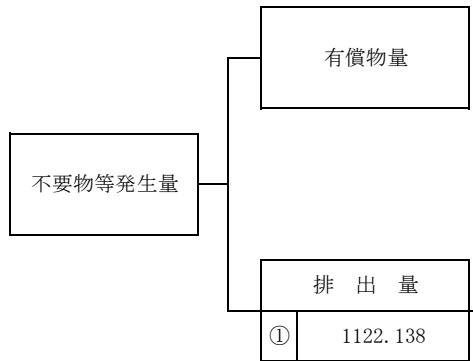 有償物量
不要物等発生量
排 出 量
① 1122.138